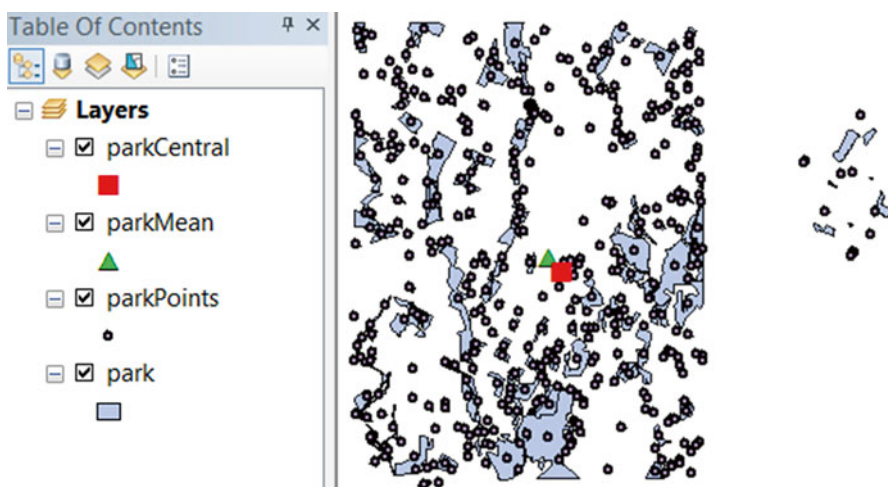 Table Of Contents
Layers
parkCentral
parkMean
parkPoints
park